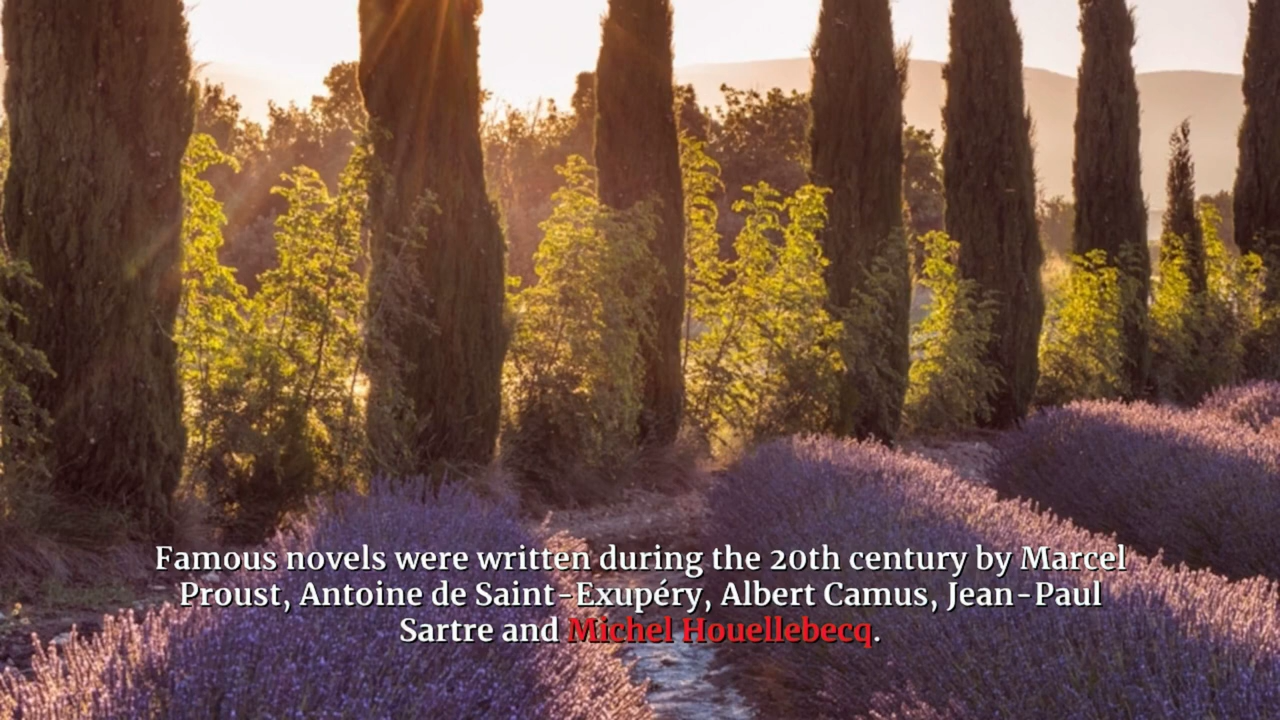 Famous novels were written during the 20th century by Marcel
Proust, Antoine de Saint-Exupéry, Albert Camus, Jean-Paul
Sartre and Michel Houellebecq.